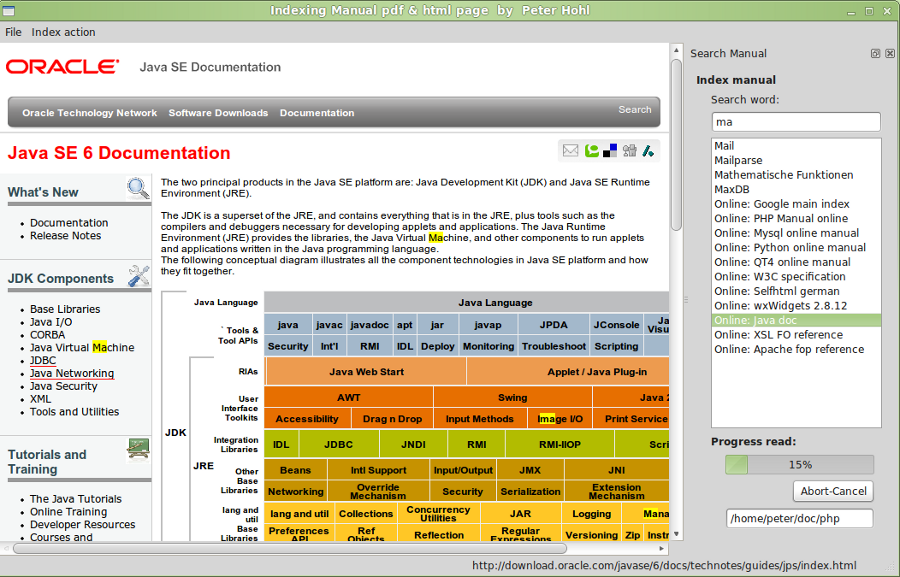 Indexing Manual pdf & html page by Peter Hohl
File Index action
ORACLE Java SE Documentation
Oracle Technology Network Software Downloads Documentation Search
Java SE 6 Documentation
What's New
Documentation
Release Notes
JDK Components
Base Libraries
Java I/O
CORBA
Java Virtual Machine
JDBC
Java Networking
Java Security
XML
Tools and Utilities
Tutorials and
Training
The Java Tutorials
Online Training
Developer Resources
Courses and
The two principal products in the Java SE platform are: Java Development Kit (JDK) and Java SE Runtime
Environment (JRE).
The JDK is a superset of the JRE, and contains everything that is in the JRE, plus tools such as the
compilers and debuggers necessary for developing applets and applications. The Java Runtime
Environment (JRE) provides the libraries, the Java Virtual Machine, and other components to run applets
and applications written in the Java programming language.
The following conceptual diagram illustrates all the component technologies in Java SE platform and how
they fit together.
Java Language Java Language
Tools &
Tool APIs
java javac javadoc apt jar javap JPDA JConsole Ja
Visu
Security Int'l RMI IDL Deploy Monitoring Troubleshoot Scripting
RIAs Java Web Start Applet / Java Plug-in
User
Interface
Toolkits
AWT Swing Java 2
Accessibility Drag n Drop Input Methods Image I/O Print Service
JDK
Integration
Libraries
IDL JDBC JNDI RMI RMI-IIOP Scri
JRE
Other
Base
Libraries
Beans Intl Support Input/Output JMX JNI
Networking Override
Mechanism Security Serialization Extension
Mechanism
lang and
util
Base
Libraries
lang and util Collections Concurrency
Utilities JAR Logging Mana
Preferences
API Ref
Objects Reflection Regular
Expressions Versioning Zip Instr
Search Manual
Index manual
Search word:
ma
Mail
Mailparse
Mathematische Funktionen
MaxDB
Online: Google main index
Online: PHP Manual online
Online: Mysql online manual
Online: Python online manual
Online: QT4 online manual
Online: W3C specification
Online: Selfhtml german
Online: wxWidgets 2.8.12
Online: Java doc
Online: XSL FO reference
Online: Apache fop reference
Progress read:
15%
Abort-Cancel
/home/peter/doc/php
http://download.oracle.com/javase/6/docs/technotes/guides/jps/index.html